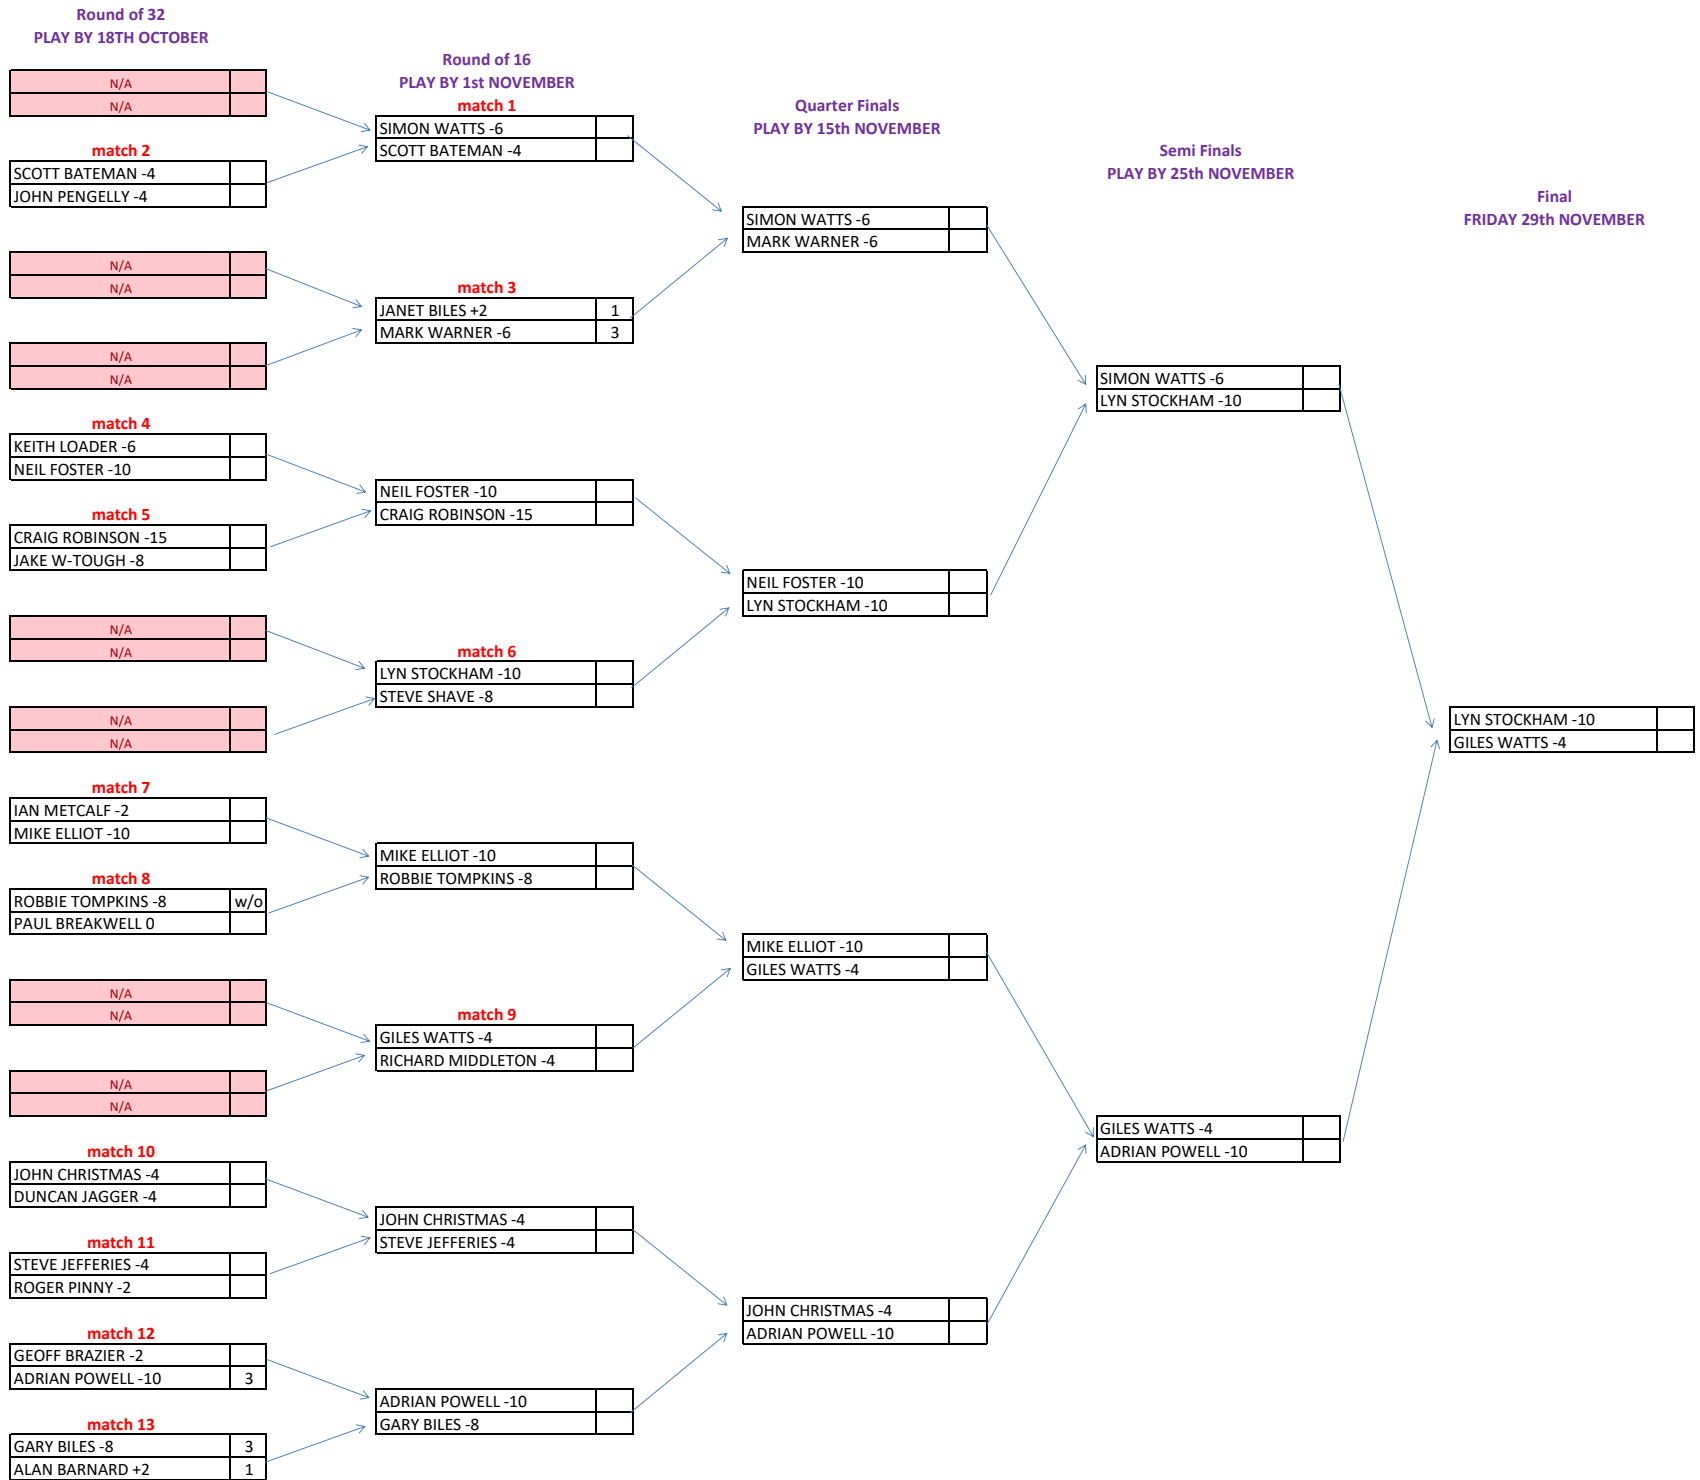 Round of 32
PLAY BY 18TH OCTOBER
N/A
N/A
match 2
SCOTT BATEMAN -4
JOHN PENGELLY -4
N/A
N/A
N/A
N/A
match 4
KEITH LOADER -6
NEIL FOSTER -10
match 5
CRAIG ROBINSON -15
JAKE W-TOUGH -8
N/A
N/A
N/A
N/A
match 7
IAN METCALF -2
MIKE ELLIOT -10
match 8
ROBBIE TOMPKINS -8 w/o
PAUL BREAKWELL 0
N/A
N/A
N/A
N/A
match 10
JOHN CHRISTMAS -4
DUNCAN JAGGER -4
match 11
STEVE JEFFERIES -4
ROGER PINNY -2
match 12
GEOFF BRAZIER -2
ADRIAN POWELL -10 3
match 13
GARY BILES -8 3
ALAN BARNARD +2 1
Round of 16
PLAY BY 1st NOVEMBER
match 1
SIMON WATTS -6
SCOTT BATEMAN -4
match 3
JANET BILES +2 1
MARK WARNER -6 3
NEIL FOSTER -10
CRAIG ROBINSON -15
match 6
LYN STOCKHAM -10
STEVE SHAVE -8
MIKE ELLIOT -10
ROBBIE TOMPKINS -8
match 9
GILES WATTS -4
RICHARD MIDDLETON -4
JOHN CHRISTMAS -4
STEVE JEFFERIES -4
ADRIAN POWELL -10
GARY BILES -8
Quarter Finals
PLAY BY 15th NOVEMBER
SIMON WATTS -6
MARK WARNER -6
NEIL FOSTER -10
LYN STOCKHAM -10
MIKE ELLIOT -10
GILES WATTS -4
JOHN CHRISTMAS -4
ADRIAN POWELL -10
Semi Finals
PLAY BY 25th NOVEMBER
SIMON WATTS -6
LYN STOCKHAM -10
GILES WATTS -4
ADRIAN POWELL -10
Final
FRIDAY 29th NOVEMBER
LYN STOCKHAM -10
GILES WATTS -4